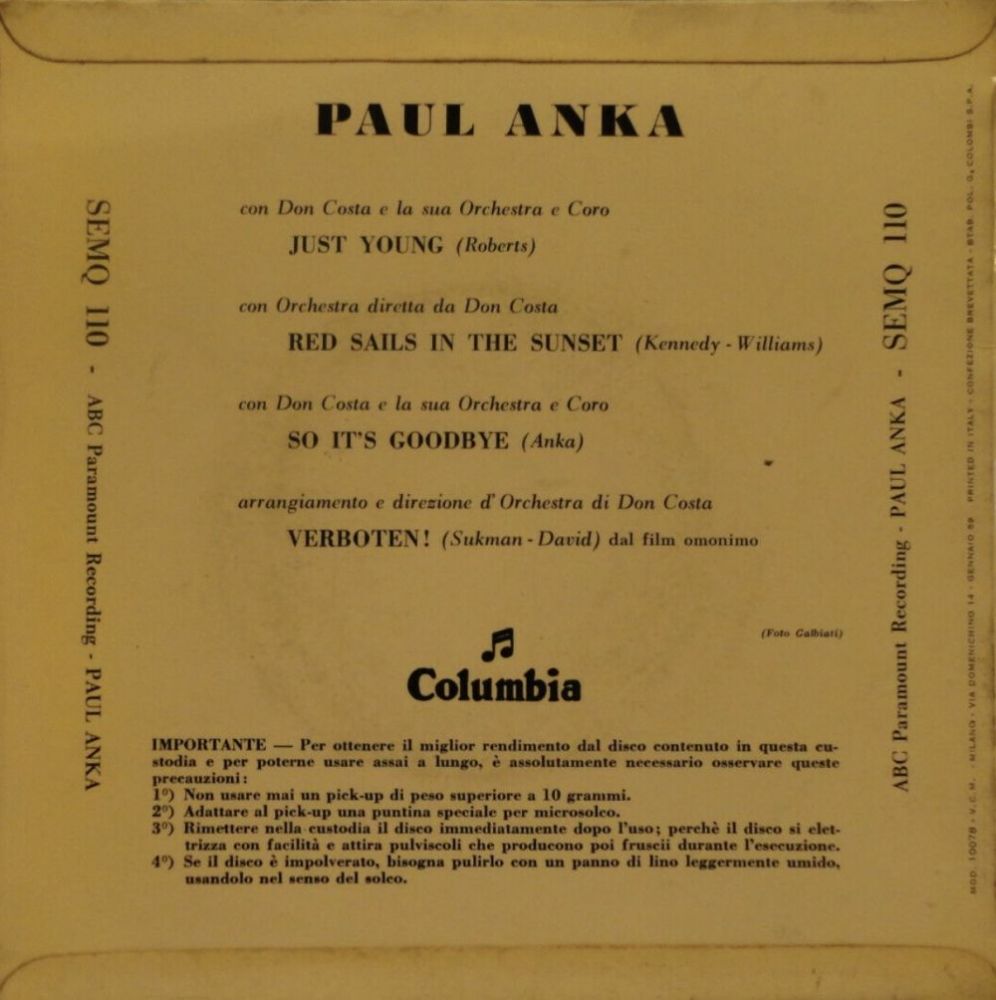 PAUL ANKA
con Don Costa e la sua Orchestra e Coro
JUST YOUNG (Roberts)
con Orchestra diretta da Don Costa
RED SAILS IN THE SUNSET (Kennedy - Williams)
con Don Costa e la sua Orchestra e Coro
SO IT'S GOODBYE (Anka)
arrangiamento e direzione d'Orchestra di Don Costa
VERBOTEN! (Sukman - David) dal film omonimo
(Foto Galbiati)
Columbia
IMPORTANTE — Per ottenere il miglior rendimento dal disco contenuto in questa cu-
stodia e per poterne usare assai a lungo, è assolutamente necessario osservare queste
precauzioni:
1°) Non usare mai un pick-up di peso superiore a 10 grammi.
2°) Adattare al pick-up una puntina speciale per microsolco.
3°) Rimettere nella custodia il disco immediatamente dopo l'uso; perchè il disco si elet-
trizza con facilità e attira pulviscoli che producono poi fruscii durante l'esecuzione.
4°) Se il disco è impolverato, bisogna pulirlo con un panno di lino leggermente umido,
usandolo nel senso del solco.
SEMQ 110 - ABC Paramount Recording - PAUL ANKA
ABC Paramount Recording - PAUL ANKA - SEMQ 110
MOD. 10078 - V.C.M. - MILANO - VIA DOMENICHINO 14 - GENNAIO 59 PRINTED IN ITALY - CONFEZIONE BREVETTATA - STAB. POL. G. COLOMBI S.P.A.